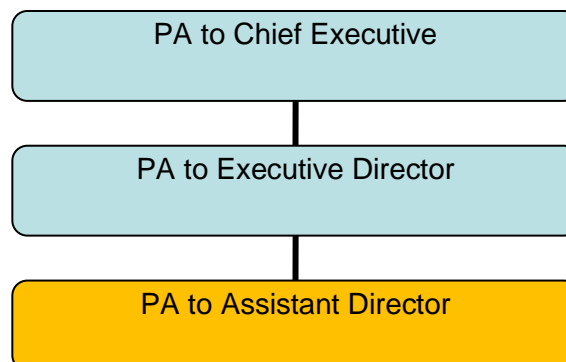 PA to Chief Executive
PA to Executive Director
PA to Assistant Director